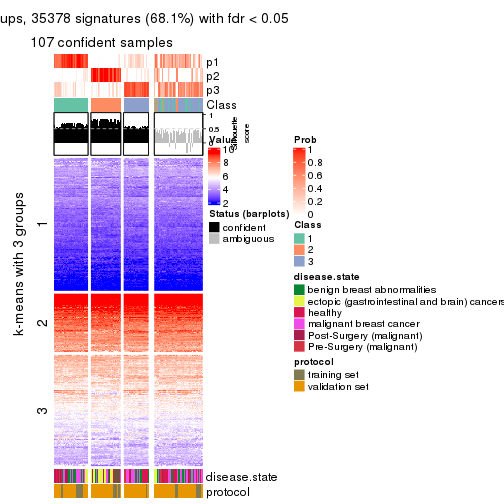 ups, 35378 signatures (68.1%) with fdr < 0.05
107 confident samples
p1
p2
p3
Class
1
0.5
0
Silhouette
score
k-means with 3 groups
1
2
3
disease.state
protocol
Value
10
8
6
4
2
Status (barplots)
confident
ambiguous
Prob
1
0.8
0.6
0.4
0.2
0
Class
1
2
3
disease.state
benign breast abnormalities
ectopic (gastrointestinal and brain) cancers
healthy
malignant breast cancer
Post-Surgery (malignant)
Pre-Surgery (malignant)
protocol
training set
validation set